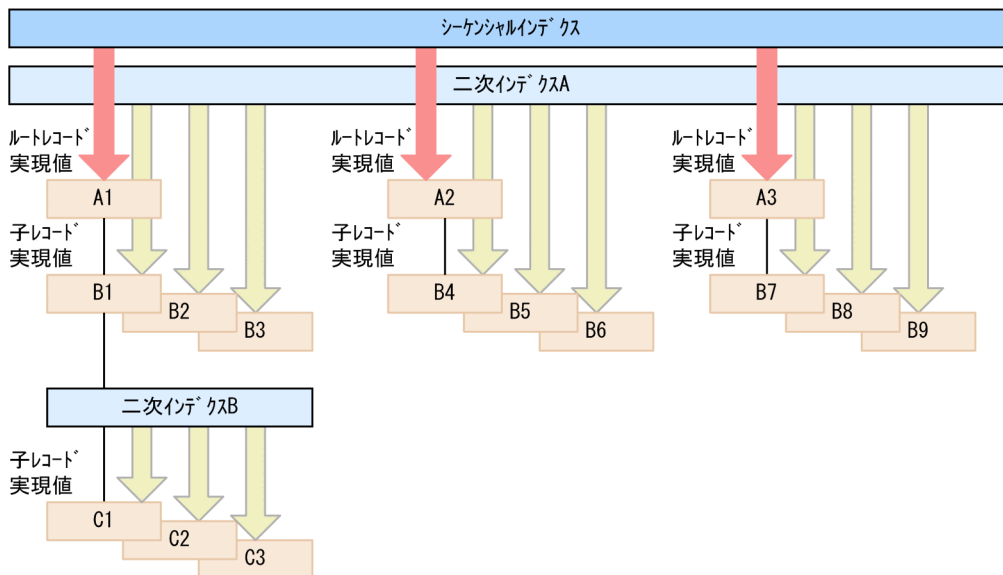 シーケンシャルインデクス
二次インデクスA
ルートレコード
実現値
ルートレコード
実現値
ルートレコード
実現値
A1
A2
A3
子レコード
実現値
子レコード
実現値
子レコード
実現値
B1
B2
B3
B4
B5
B6
B7
B8
B9
二次インデクスB
子レコード
実現値
C1
C2
C3